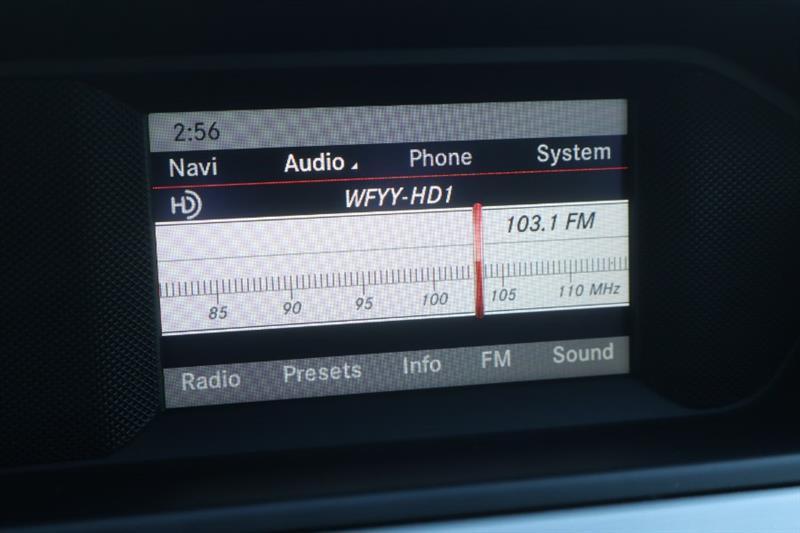 2:56
Navi Audio Phone System
HD WFYY-HD1
103.1 FM
85 90 95 100 105 110 MHz
Radio Presets Info FM Sound